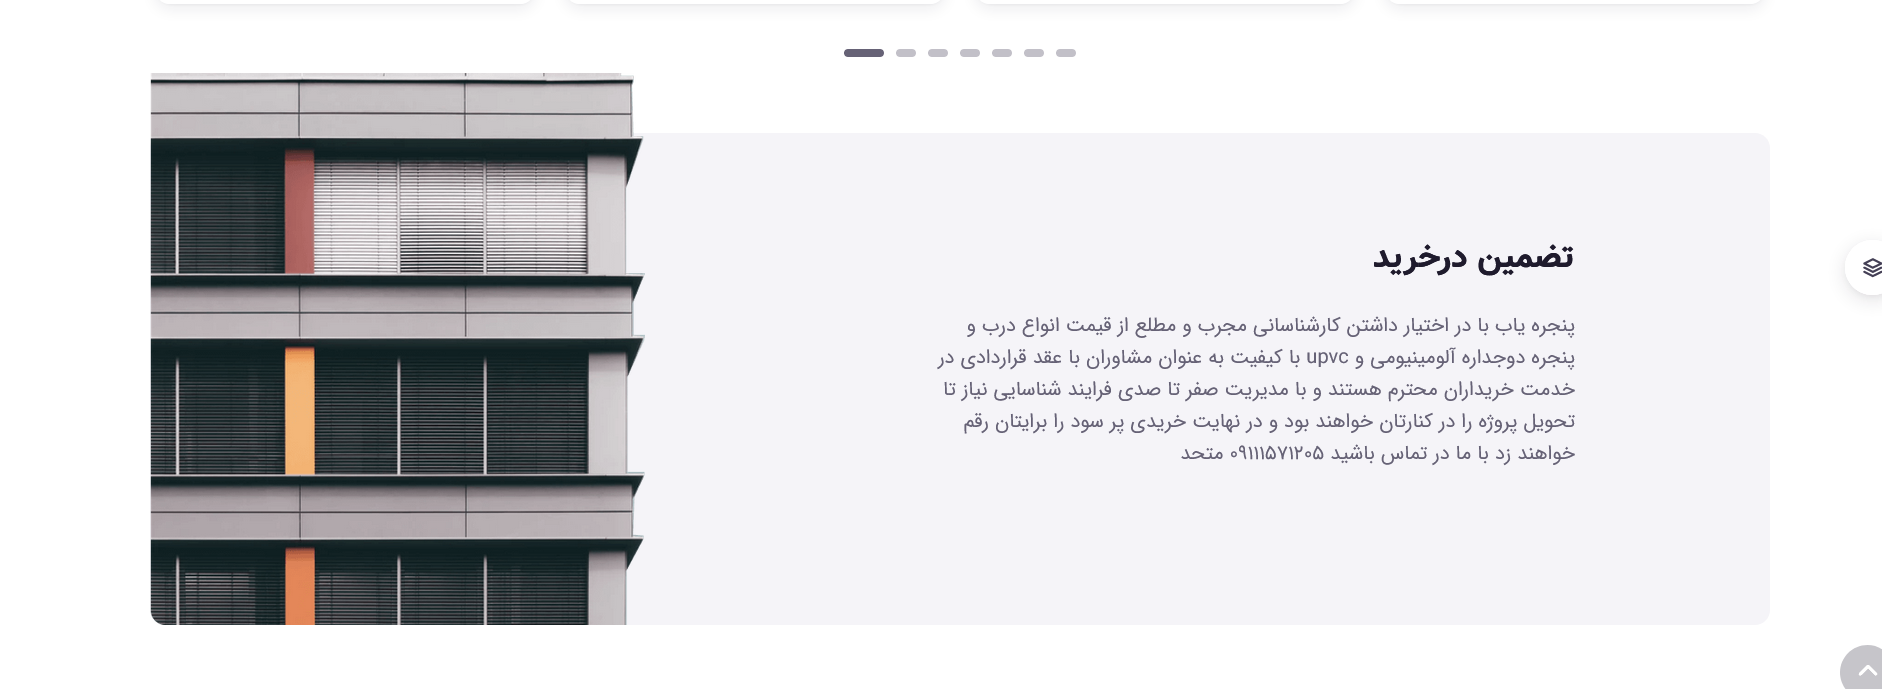 تضمین درخرید
پنجره یاب با در اختیار داشتن کارشناسانی مجرب و مطلع از قیمت انواع درب و
پنجره دوجداره آلومینیومی و upvc با کیفیت به عنوان مشاوران با عقد قراردادی در
خدمت خریداران محترم هستند و با مدیریت صفر تا صدی فرایند شناسایی نیاز تا
تحویل پروژه را در کنارتان خواهند بود و در نهایت خریدی پر سود را برایتان رقم
خواهند زد با ما در تماس باشید ۰۹۱۱۱۵۷۱۲۰۵ متحد